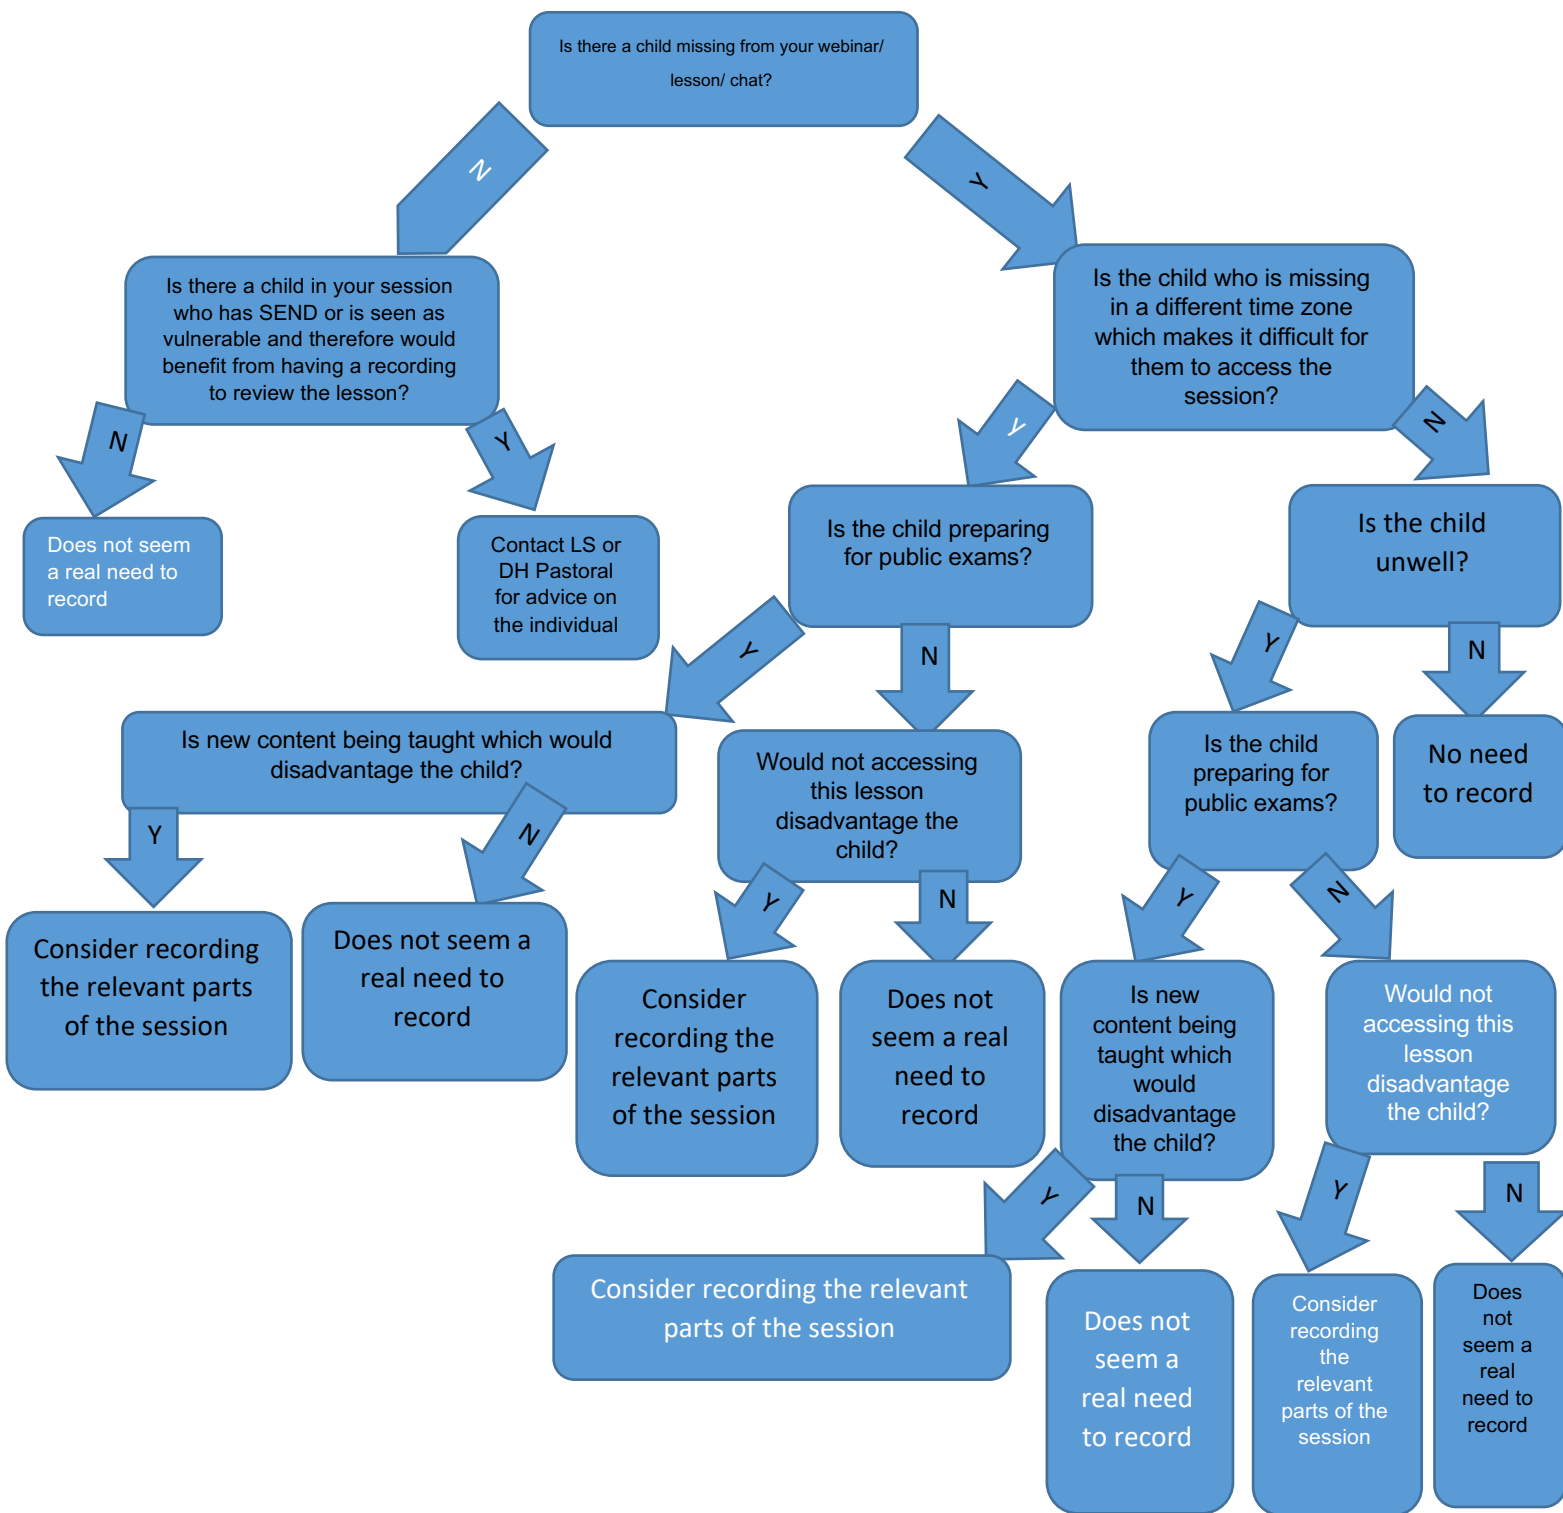 Is there a child missing from your webinar/
lesson/ chat?
N
Y
Is there a child in your session
who has SEND or is seen as
vulnerable and therefore would
benefit from having a recording
to review the lesson?
Is the child who is missing
in a different time zone
which makes it difficult for
them to access the
session?
N
Y
Y
N
Does not seem
a real need to
record
Contact LS or
DH Pastoral
for advice on
the individual
Is the child preparing
for public exams?
Is the child
unwell?
Y
N
Y
N
Is new content being taught which would
disadvantage the child?
Would not accessing
this lesson
disadvantage the
child?
Is the child
preparing for
public exams?
No need
to record
Y
N
Y
N
Y
N
Consider recording
the relevant parts
of the session
Does not seem a
real need to
record
Consider
recording the
relevant parts
of the session
Does not
seem a real
need to
record
Is new
content being
taught which
would
disadvantage
the child?
Would not
accessing this
lesson
disadvantage
the child?
Y
N
Y
N
Consider recording the relevant
parts of the session
Does not
seem a
real need
to record
Consider
recording
the
relevant
parts of the
session
Does
not
seem a
real
need to
record